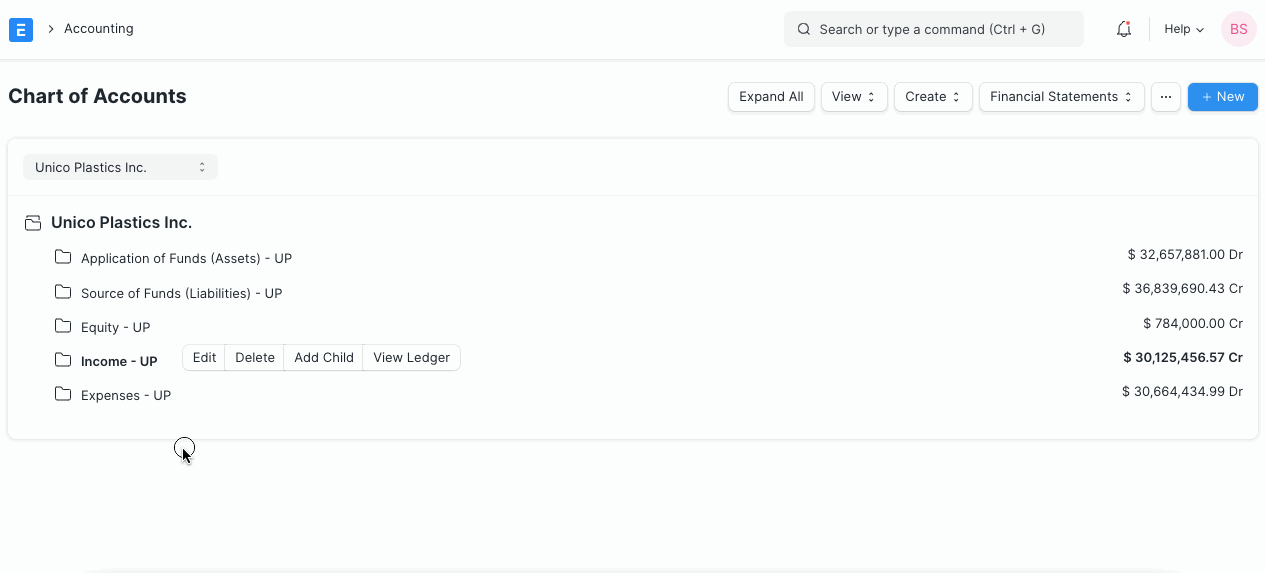 E > Accounting Search or type a command (Ctrl + G) Help BS
Chart of Accounts Expand All View Create Financial Statements ... + New
Unico Plastics Inc.
Unico Plastics Inc.
Application of Funds (Assets) - UP $ 32,657,881.00 Dr
Source of Funds (Liabilities) - UP $ 36,839,690.43 Cr
Equity - UP $ 784,000.00 Cr
Income - UP Edit Delete Add Child View Ledger $ 30,125,456.57 Cr
Expenses - UP $ 30,664,434.99 Dr